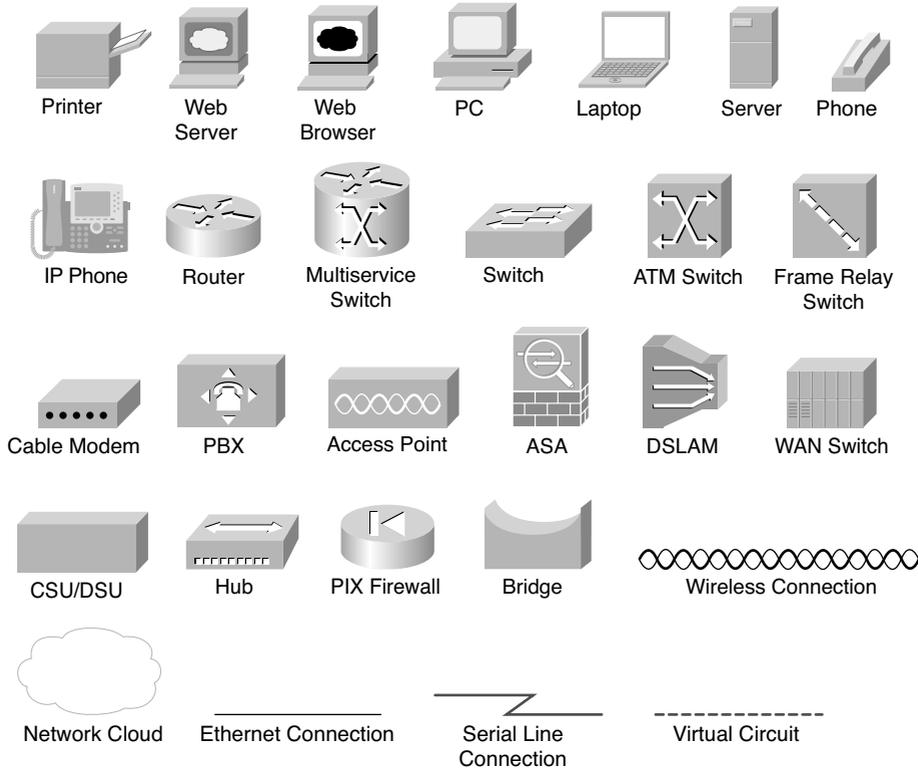 Printer
Web
Server
Web
Browser
PC
Laptop
Server
Phone
IP Phone
Router
Multiservice
Switch
Switch
ATM Switch
Frame Relay
Switch
Cable Modem
PBX
Access Point
ASA
DSLAM
WAN Switch
CSU/DSU
Hub
PIX Firewall
Bridge
Wireless Connection
Network Cloud
Ethernet Connection
Serial Line
Connection
Virtual Circuit